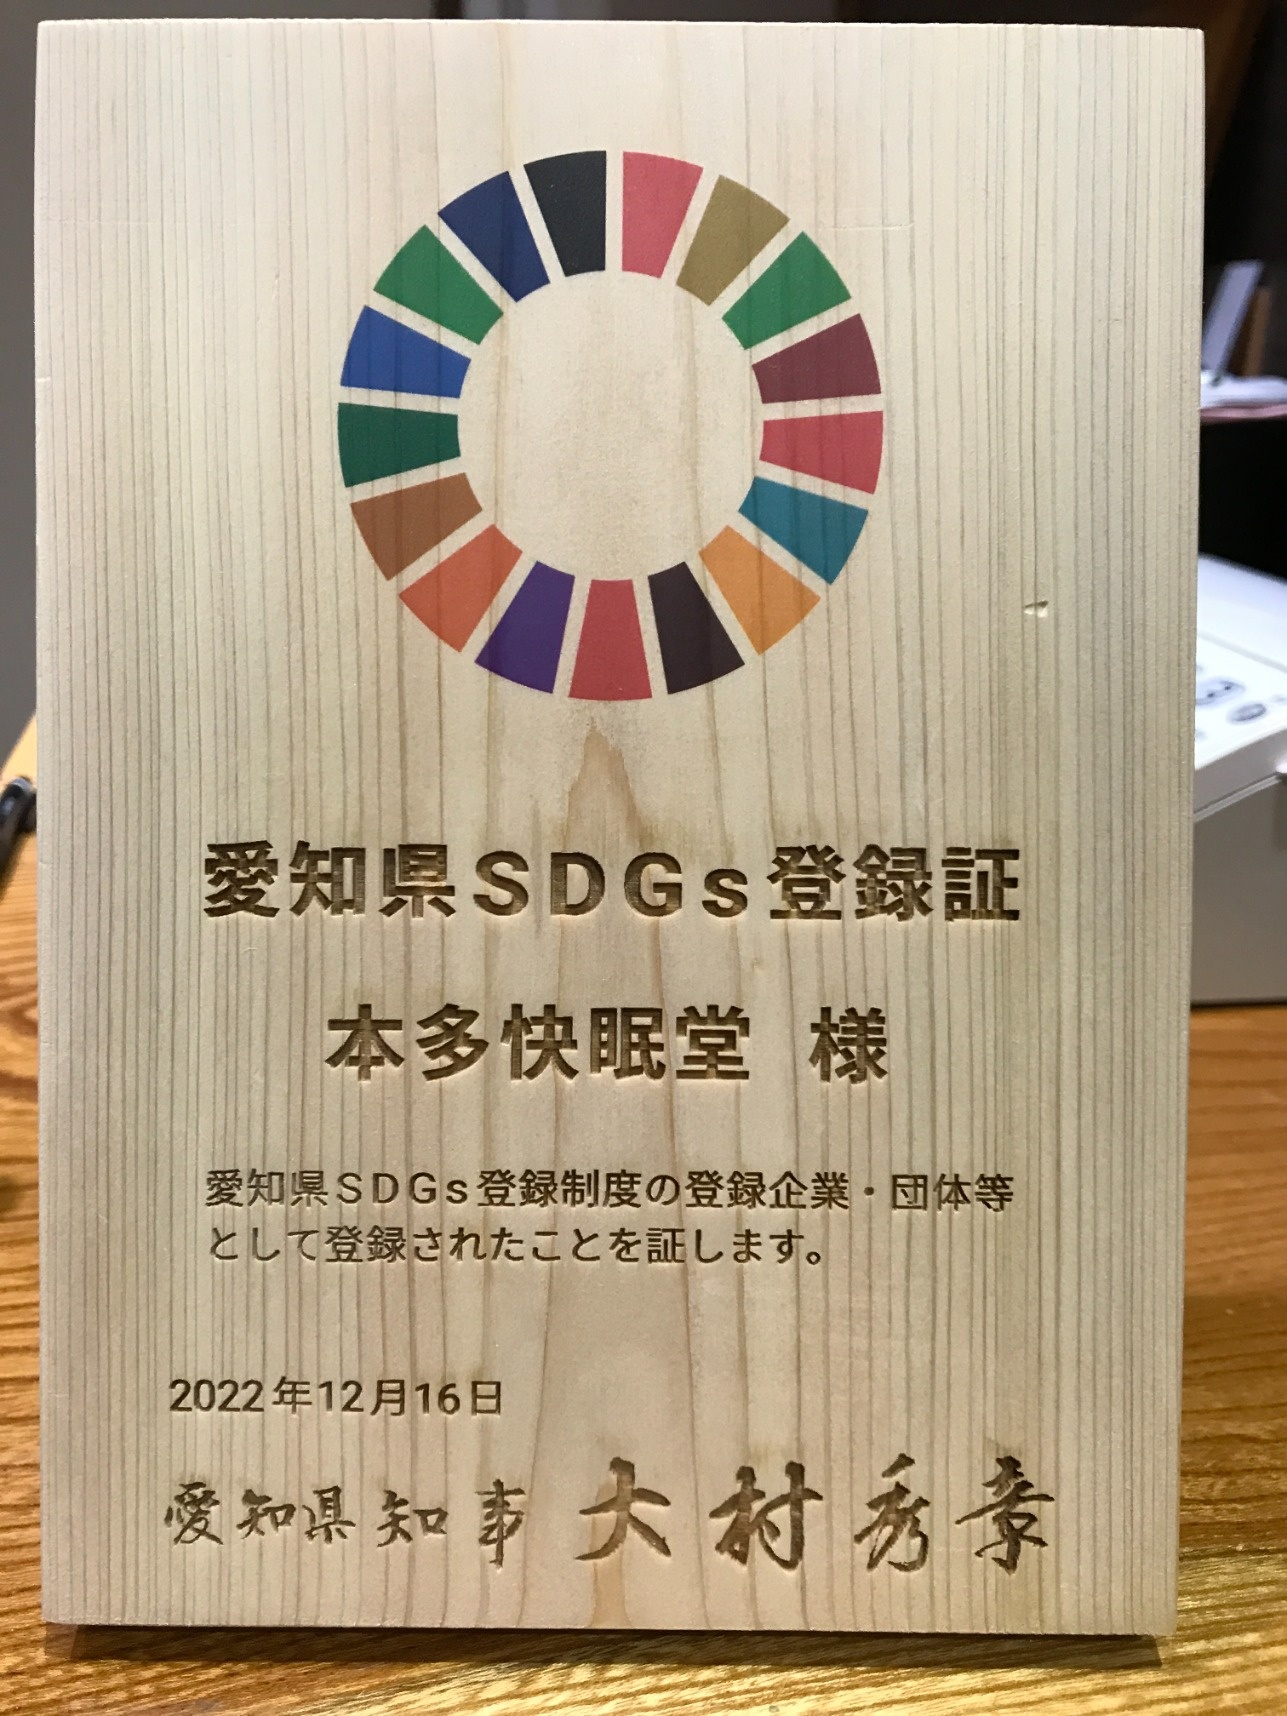 愛知県SDGs登録証
本多快眠堂 様
愛知県SDGs登録制度の登録企業・団体等
として登録されたことを証します。
2022年12月16日
愛知県知事 大村秀章